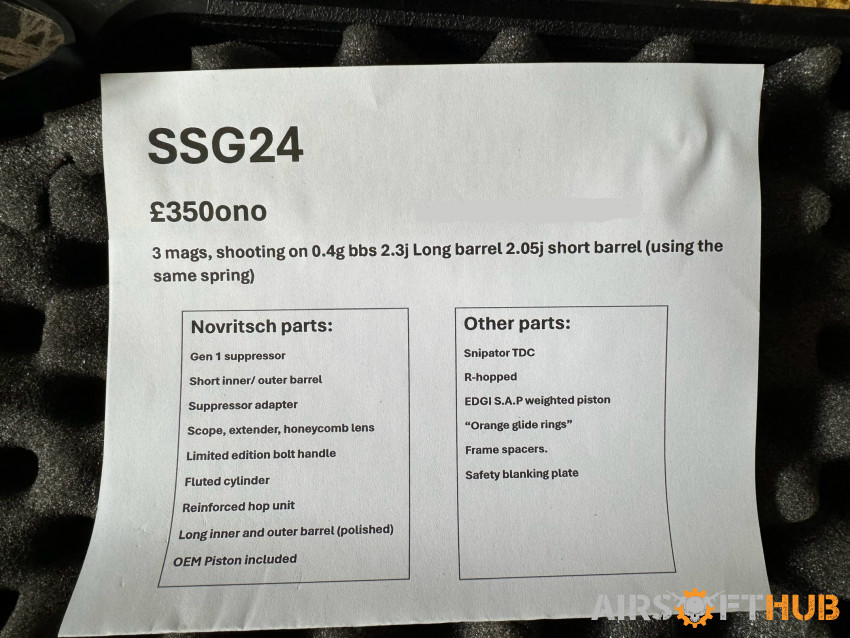 SSG24
£350ono
3 mags, shooting on 0.4g bbs 2.3j Long barrel 2.05j short barrel (using the
same spring)
Novritsch parts:
Gen 1 suppressor
Short inner/ outer barrel
Suppressor adapter
Scope, extender, honeycomb lens
Limited edition bolt handle
Fluted cylinder
Reinforced hop unit
Long inner and outer barrel (polished)
OEM Piston included
Other parts:
Snipator TDC
R-hopped
EDGI S.A.P weighted piston
“Orange glide rings”
Frame spacers.
Safety blanking plate
AIRSOFTHUB